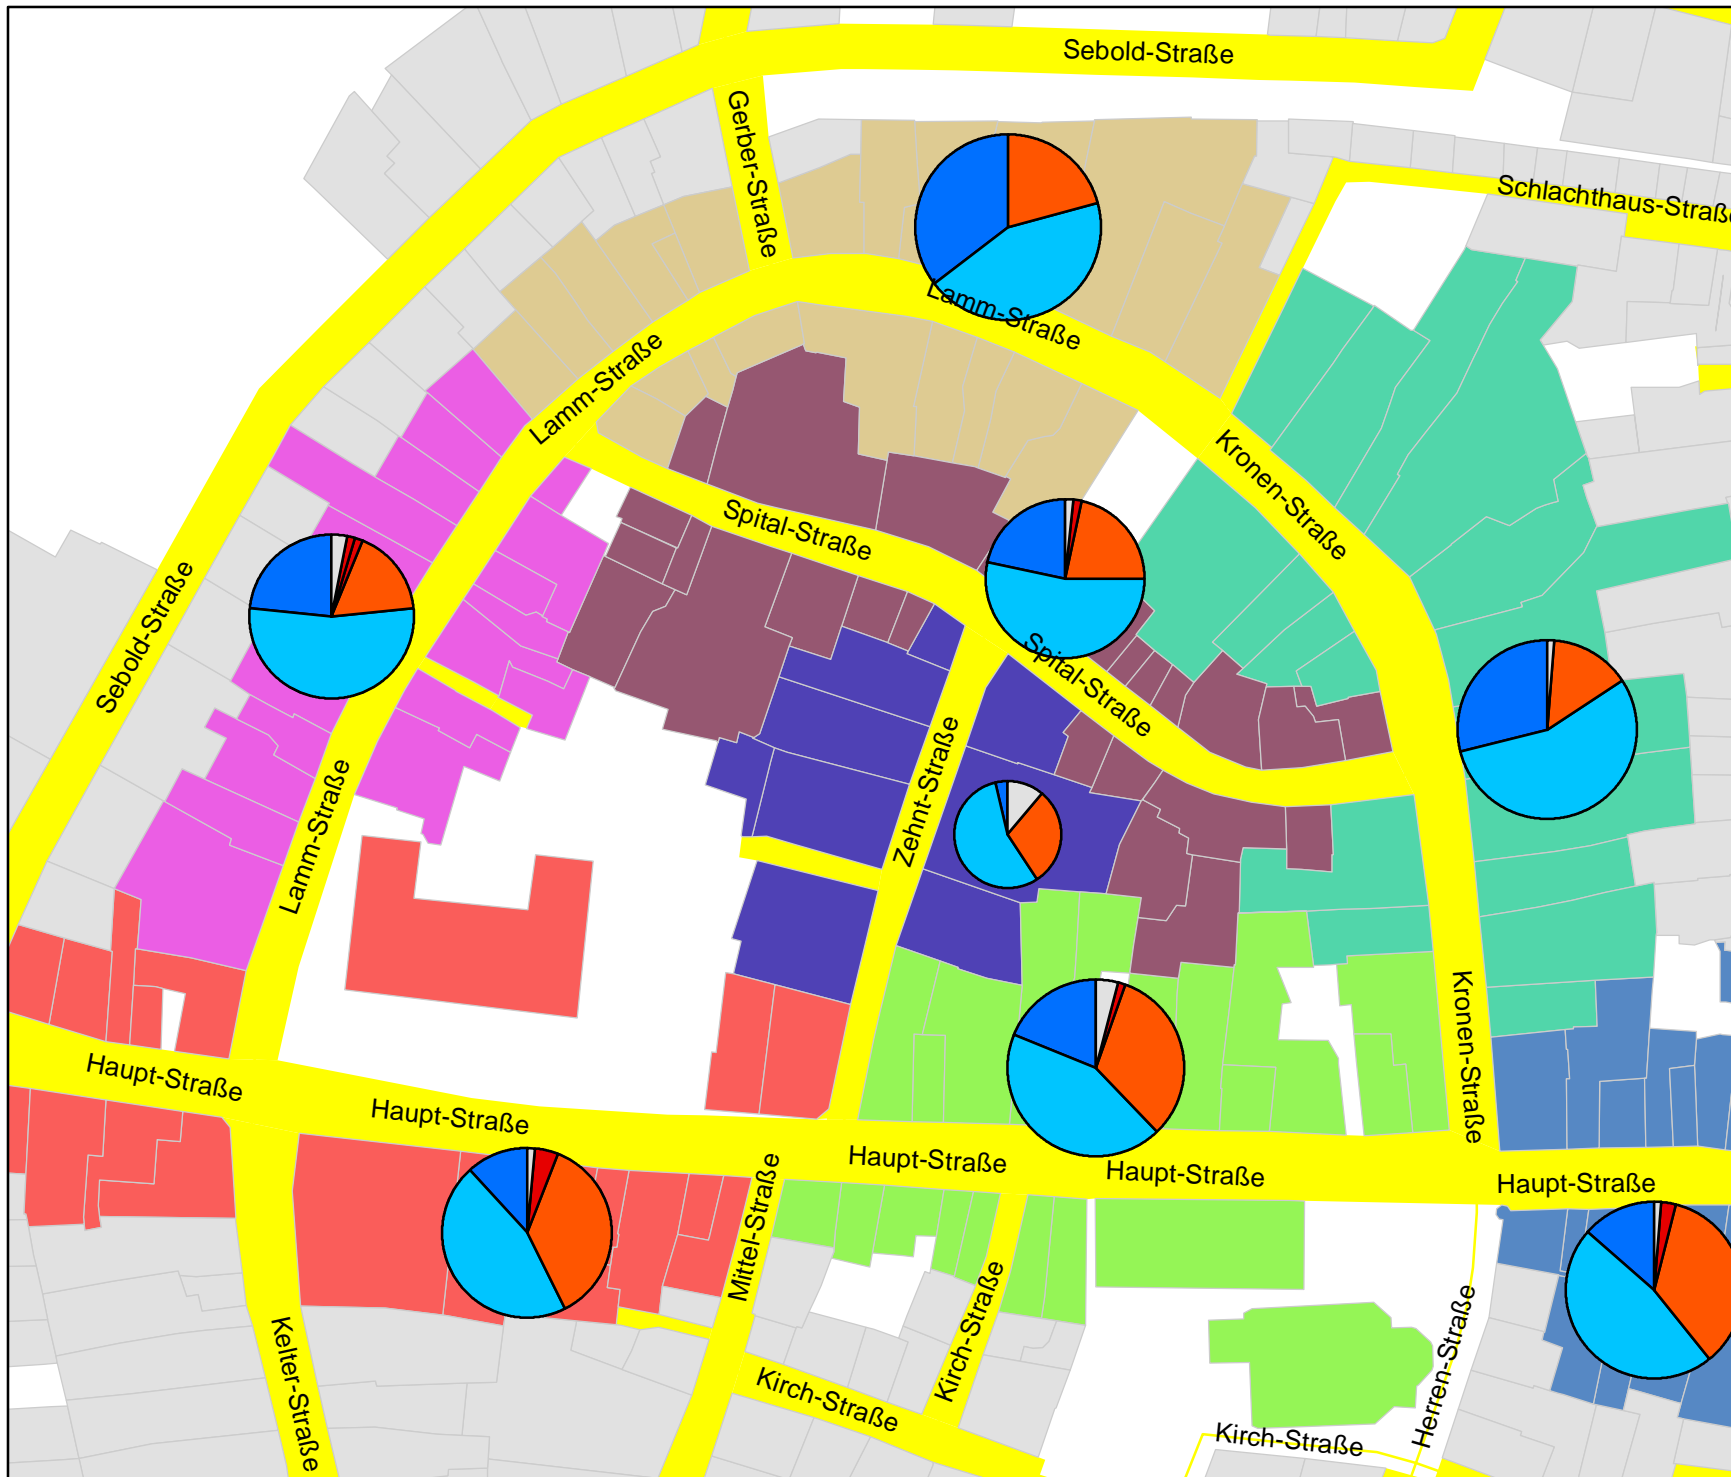 Sebold-Straße
Gerber-Straße
Schlachthaus-Straße
Lamm-Straße
Lamm-Straße
Kronen-Straße
Spital-Straße
Sebold-Straße
Spital-Straße
Zehnt-Straße
Lamm-Straße
Kronen-Straße
Haupt-Straße
Haupt-Straße
Haupt-Straße
Haupt-Straße
Haupt-Straße
Mittel-Straße
Kirch-Straße
Herren-Straße
Kelter-Straße
Kirch-Straße
Kirch-Straße